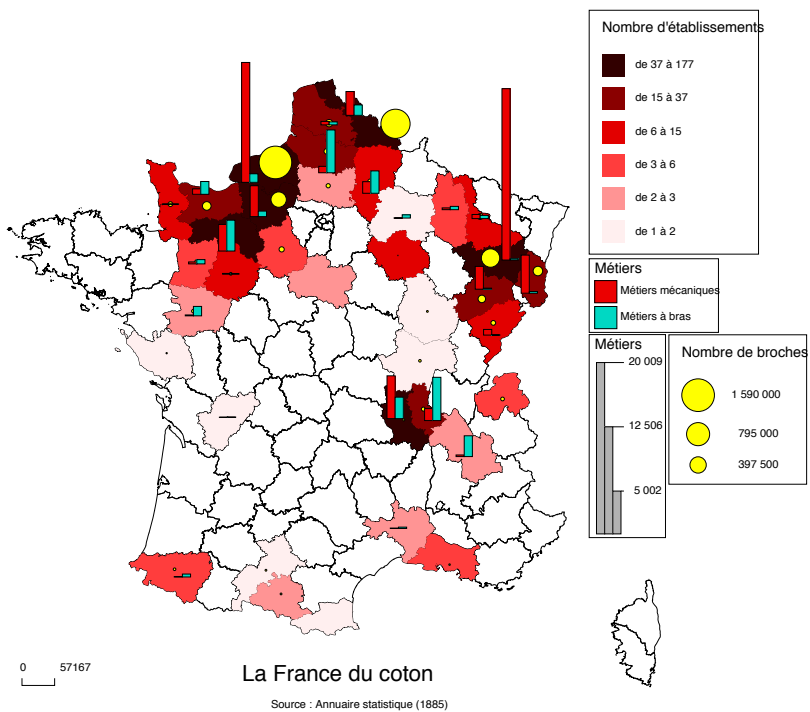 Nombre d'établissements
de 37 à 177
de 15 à 37
de 6 à 15
de 3 à 6
de 2 à 3
de 1 à 2
Métiers
Métiers mécaniques
Métiers à bras
Métiers
20 009
12 506
5 002
Nombre de broches
1 590 000
795 000
397 500
0 57167
La France du coton
Source : Annuaire statistique (1885)